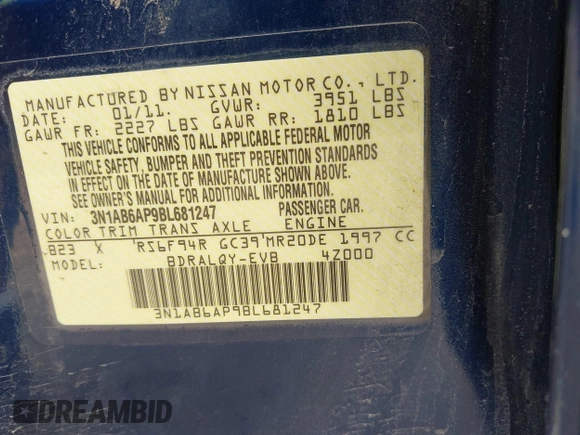 MANUFACTURED BY NISSAN MOTOR CO., LTD.
DATE: 01/11. GVWR: 3951 LBS
GAWR FR: 2227 LBS GAWR RR: 1810 LBS
THIS VEHICLE CONFORMS TO ALL APPLICABLE FEDERAL MOTOR
VEHICLE SAFETY, BUMPER AND THEFT PREVENTION STANDARDS
IN EFFECT ON THE DATE OF MANUFACTURE SHOWN ABOVE.
SEE OWNER'S MANUAL FOR ADDITIONAL INFORMATION.
VIN: 3N1AB6AP9BL681247 PASSENGER CAR.
COLOR TRIM TRANS AXLE ENGINE
B23 X RS6F94R GC39 MR20DE 1997 CC
MODEL: BDRALQY-EVB 4Z000
3N1AB6AP9BL681247
DREAMBID